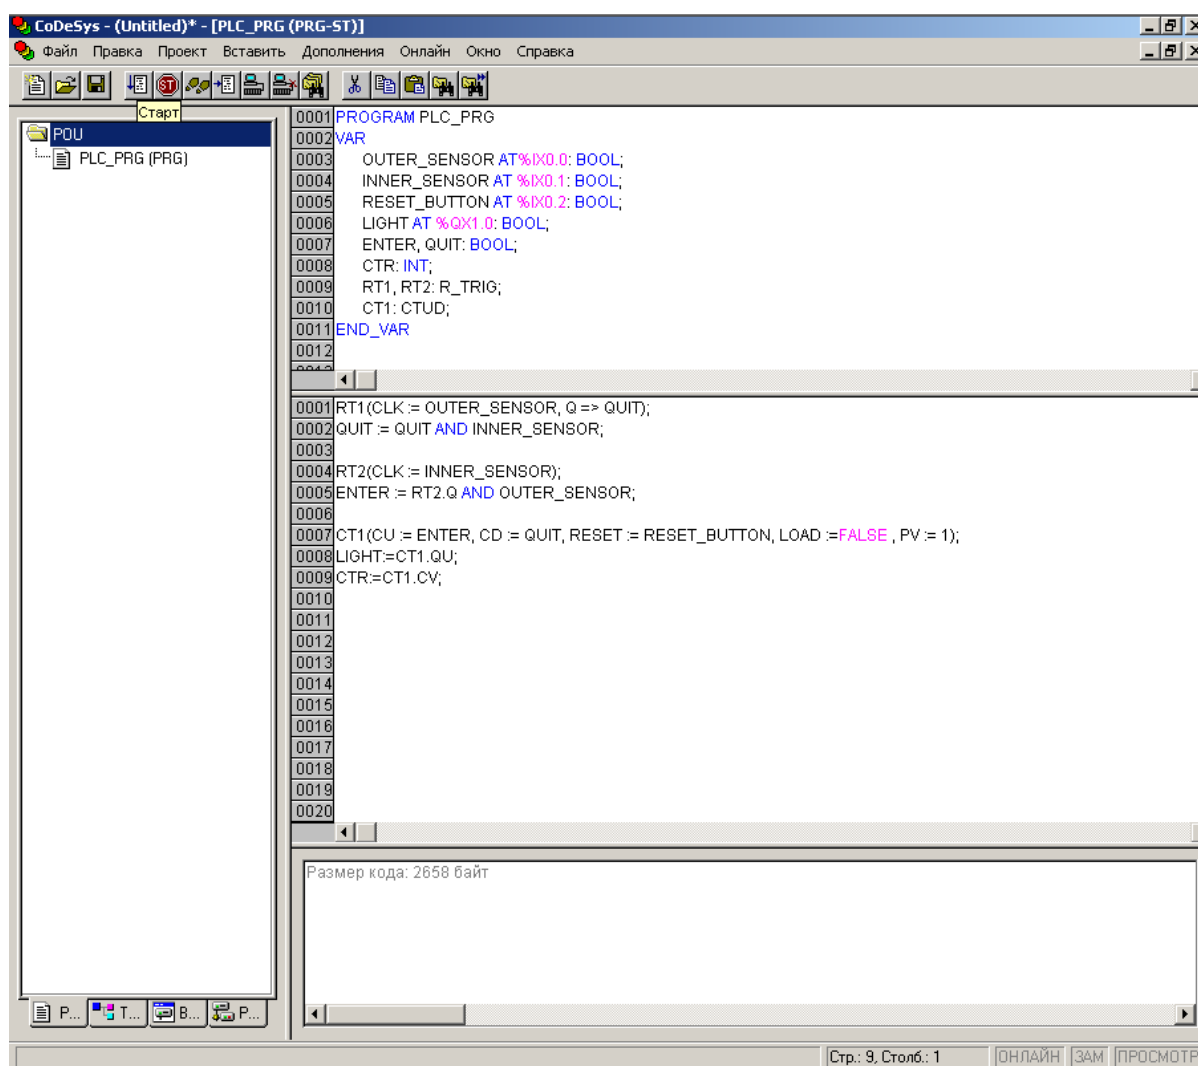 CoDeSys - (Untitled)* - [PLC_PRG (PRG-ST)]
Файл Правка Проект Вставить Дополнения Онлайн Окно Справка
Старт
POU
PLC_PRG (PRG)
0001 PROGRAM PLC_PRG
0002 VAR
0003 OUTER_SENSOR AT%IX0.0: BOOL;
0004 INNER_SENSOR AT %IX0.1: BOOL;
0005 RESET_BUTTON AT %IX0.2: BOOL;
0006 LIGHT AT %QX1.0: BOOL;
0007 ENTER, QUIT: BOOL;
0008 CTR: INT;
0009 RT1, RT2: R_TRIG;
0010 CT1: CTUD;
0011 END_VAR
0012
0001 RT1(CLK := OUTER_SENSOR, Q => QUIT);
0002 QUIT := QUIT AND INNER_SENSOR;
0003
0004 RT2(CLK := INNER_SENSOR);
0005 ENTER := RT2.Q AND OUTER_SENSOR;
0006
0007 CT1(CU := ENTER, CD := QUIT, RESET := RESET_BUTTON, LOAD :=FALSE , PV := 1);
0008 LIGHT:=CT1.QU;
0009 CTR:=CT1.CV;
0010
0011
0012
0013
0014
0015
0016
0017
0018
0019
0020
Размер кода: 2658 байт
P... T... В... P...
Стр.: 9, Столб.: 1 ОНЛАЙН ЗАМ ПРОСМОТР